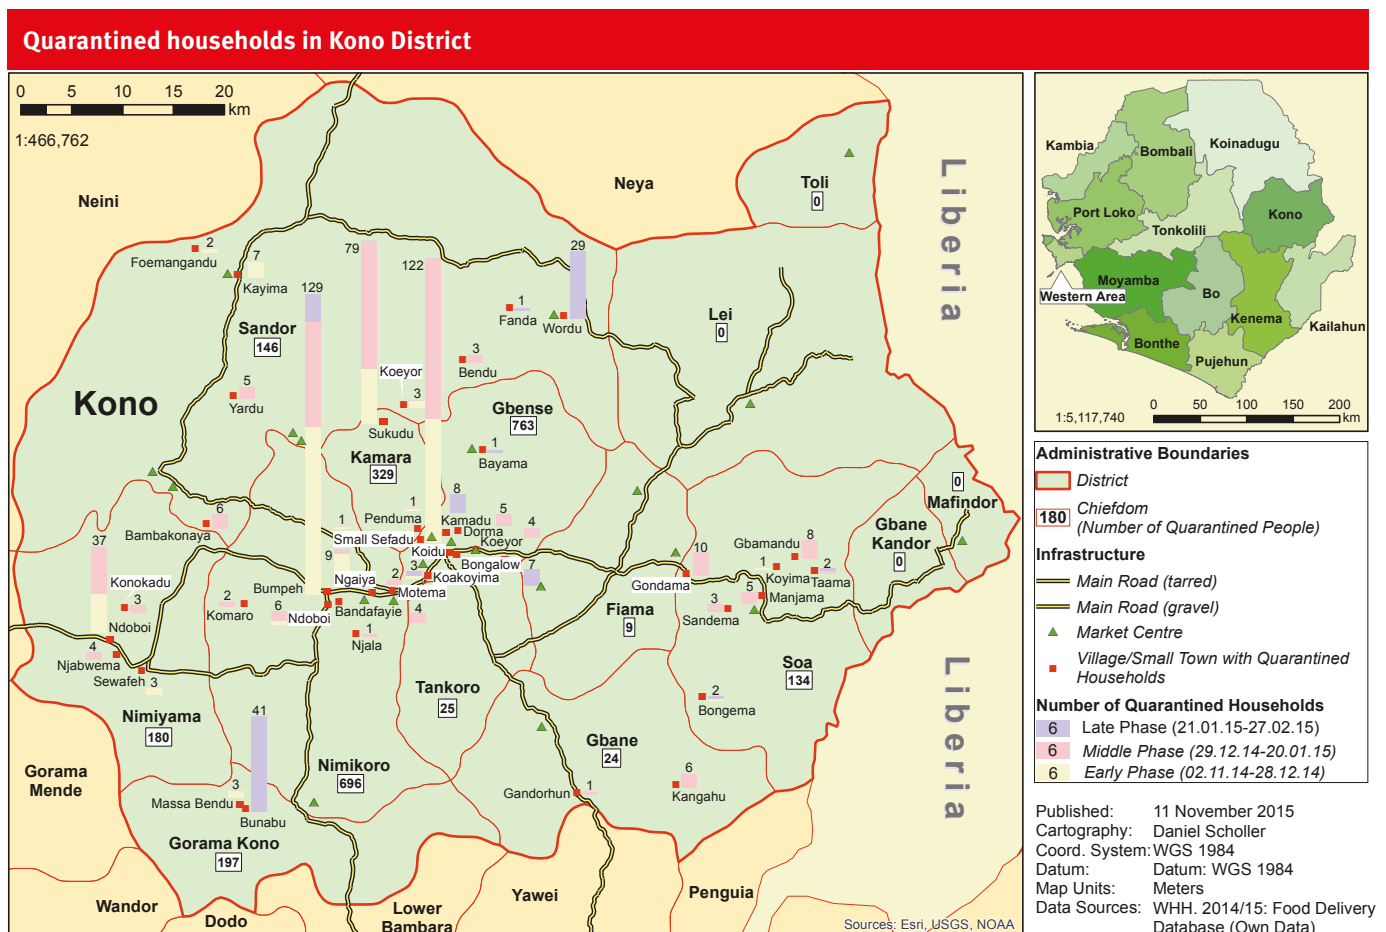 Quarantined households in Kono District
0 5 10 15 20
km
1:466,762
Neini
Neya
Toli
0
Liberia
2
Foemangandu
7
Kayima
79
122
29
129
1
Fanda
Wordu
Sandor
146
Lei
0
3
Bendu
Koeyor
3
5
Yardu
Kono
Gbense
763
Sukudu
1
Bayama
Kamara
329
0
Mafindor
8
Kamadu
1
Penduma
5
4
Dorma
Koeyor
6
Bambakonaya
1
Small Sefadu
Koidu
Gbane
Kandor
0
37
9
Bongalow
7
10
Gbamandu
8
Konokadu
3
Bumpeh
Ngaiya
2
3
Koakoyima
Motema
Gondama
1
Koyima
2
Taama
2
Komaro
6
Ndoboi
Bandafayie
4
3
Sandema
5
Manjama
Ndoboi
1
Njala
Fiama
9
4
Njabwema
Sewafeh
3
Soa
134
Liberia
Tankoro
25
2
Bongema
Nimiyama
180
41
Gbane
24
Nimikoro
696
Gorama
Mende
3
Massa Bendu
Bunabu
Gandorhun
1
6
Kangahu
Gorama Kono
197
Wandor
Dodo
Lower
Bambara
Yawei
Penguia
Sources: Esri, USGS, NOAA
Kambia
Bombali
Koinadugu
Port Loko
Kono
Tonkolili
Moyamba
Western Area
Bo
Kenema
Kailahun
Bonthe
Pujehun
1:5,117,740
0 50 100 150 200
km
Administrative Boundaries
District
180 Chiefdom
(Number of Quarantined People)
Infrastructure
Main Road (tarred)
Main Road (gravel)
Market Centre
Village/Small Town with Quarantined
Households
Number of Quarantined Households
6 Late Phase (21.01.15-27.02.15)
6 Middle Phase (29.12.14-20.01.15)
6 Early Phase (02.11.14-28.12.14)
Published: 11 November 2015
Cartography: Daniel Scholler
Coord. System: WGS 1984
Datum: Datum: WGS 1984
Map Units: Meters
Data Sources: WHH. 2014/15: Food Delivery
Database (Own Data)